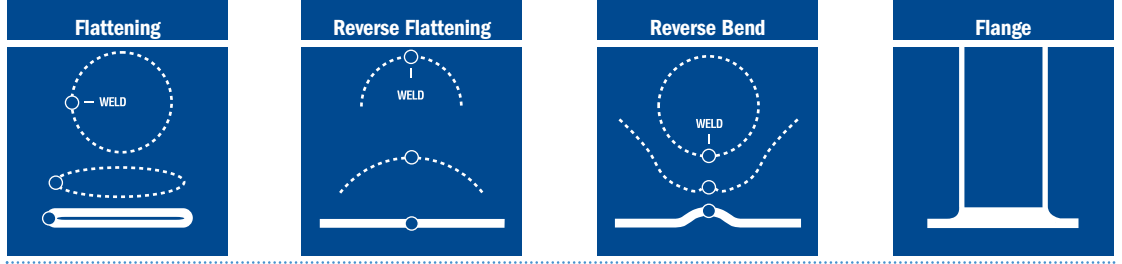 Flattening
Reverse Flattening
Reverse Bend
Flange
WELD
WELD
WELD